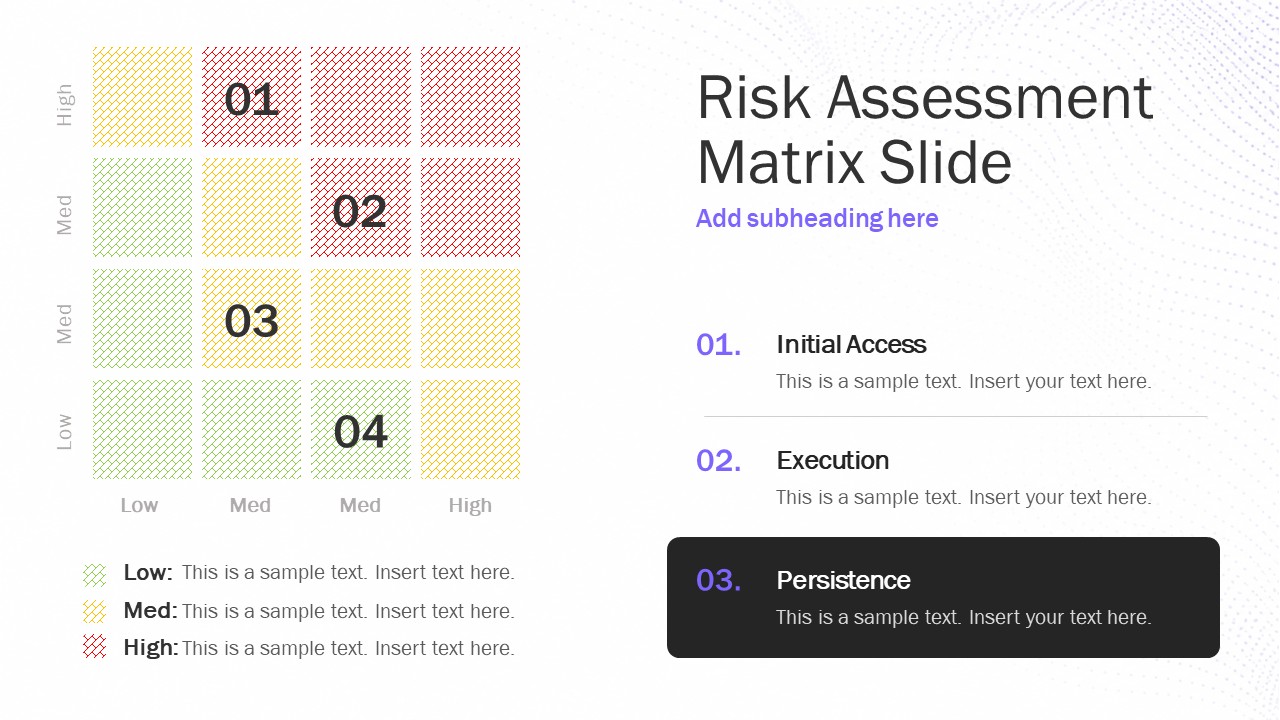 High
01
Med
02
Med
03
Low
04
Low Med Med High
Low: This is a sample text. Insert text here.
Med: This is a sample text. Insert text here.
High: This is a sample text. Insert text here.
Risk Assessment
Matrix Slide
Add subheading here
01. Initial Access
This is a sample text. Insert your text here.
02. Execution
This is a sample text. Insert your text here.
03. Persistence
This is a sample text. Insert your text here.